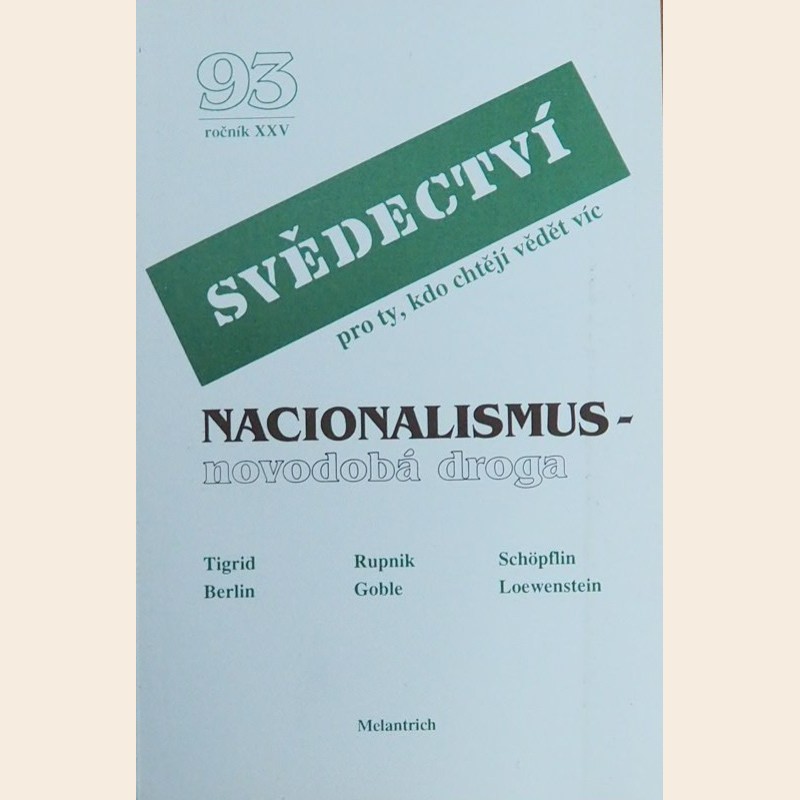 93
ročník XXV
SVĚDECTVÍ
pro ty, kdo chtějí vědět víc
NACIONALISMUS -
novodobá droga
Tigrid Rupnik Schöpflin
Berlin Goble Loewenstein
Melantrich